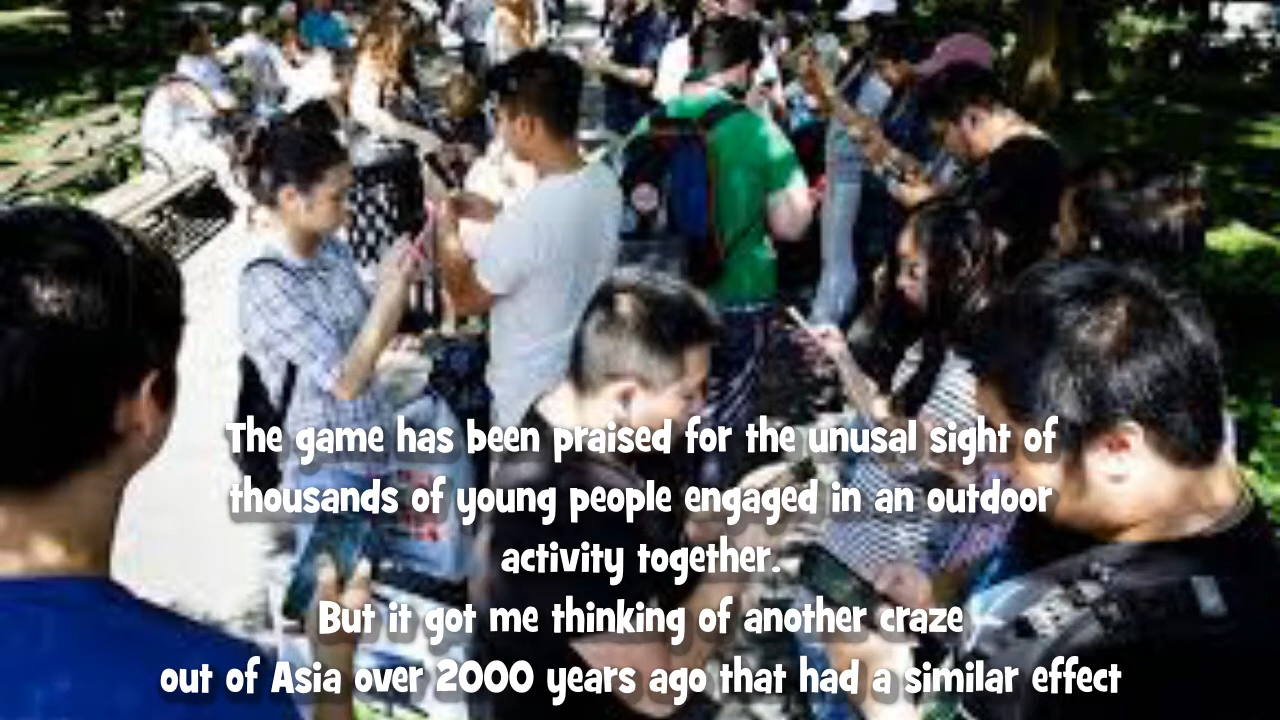 The game has been praised for the unusal sight of
thousands of young people engaged in an outdoor
activity together.
But it got me thinking of another craze
out of Asia over 2000 years ago that had a similar effect